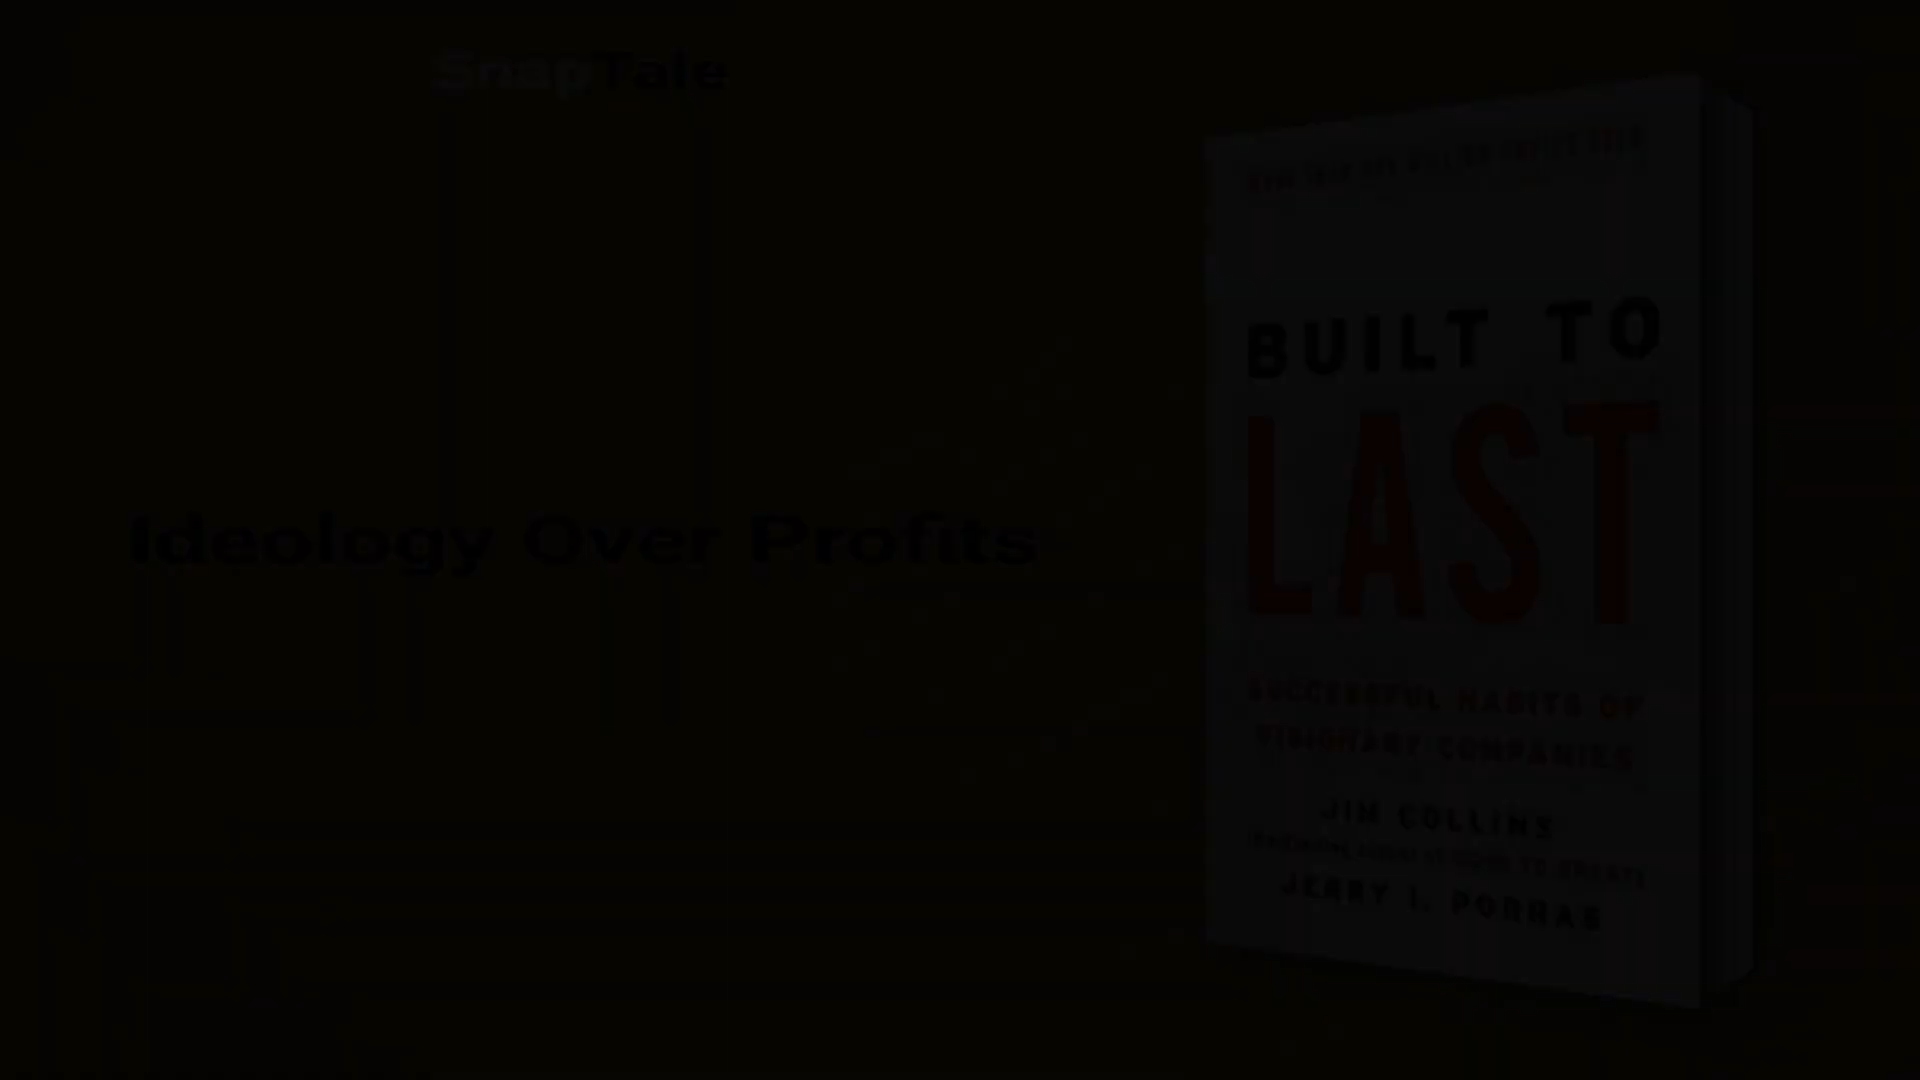 SnapTale
Ideology Over Profits
BUILT TO
LAST
SUCCESSFUL HABITS OF
VISIONARY COMPANIES
JIM COLLINS
JERRY I. PORRAS